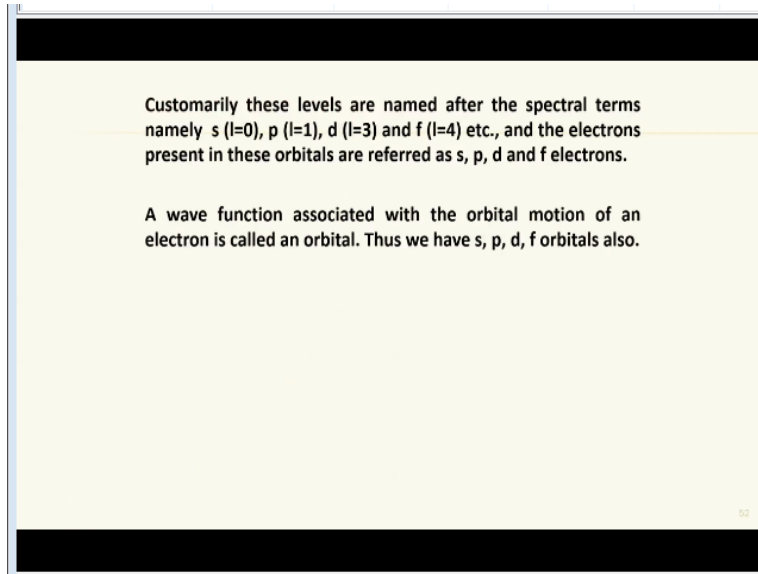 Customarily these levels are named after the spectral terms
namely s (l=0), p (l=1), d (l=3) and f (l=4) etc., and the electrons
present in these orbitals are referred as s, p, d and f electrons.
A wave function associated with the orbital motion of an
electron is called an orbital. Thus we have s, p, d, f orbitals also.
52